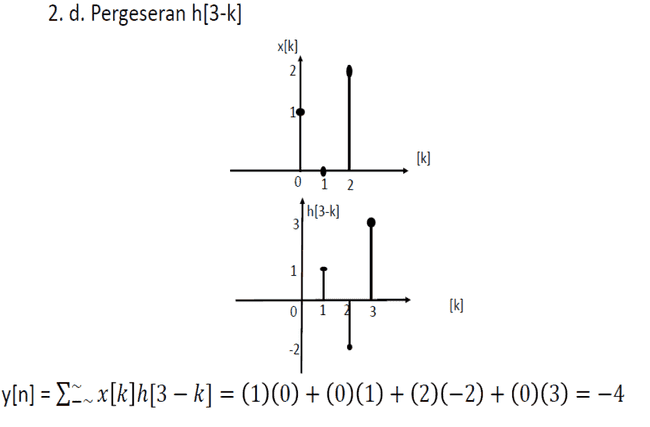 2. d. Pergeseran h[3-k]
x[k]
2
1
[k]
0 1 2
h[3-k]
3
1
0 1 2 3 [k]
-2
y[n] = ∑~₌₋~ x[k]h[3 − k] = (1)(0) + (0)(1) + (2)(−2) + (0)(3) = −4